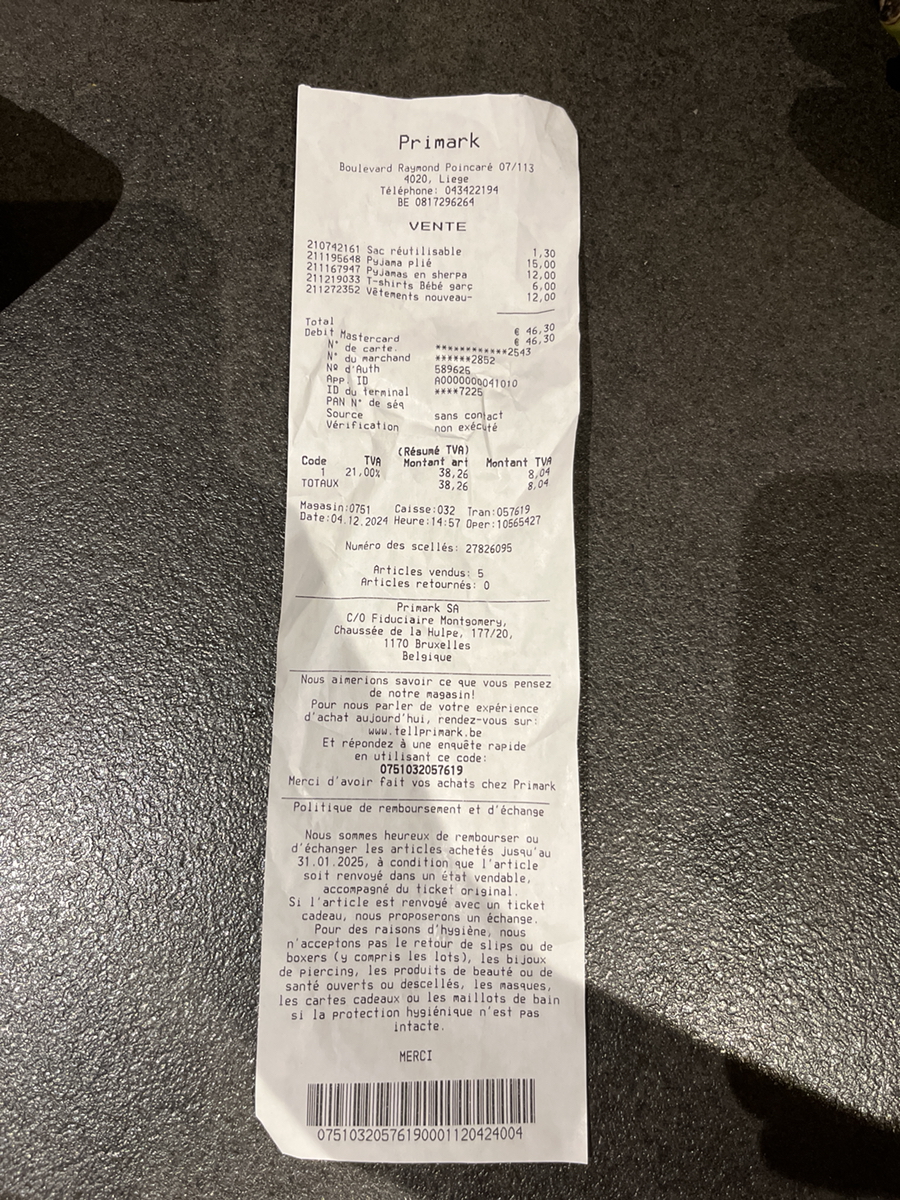 Primark
Boulevard Raymond Poincaré 07/113
4020, Liege
Téléphone: 043422194
BE 0817296264
VENTE
210742161 Sac réutilisable 1,30
211195648 Pyjama plié 15,00
211167947 Pyjamas en sherpa 12,00
211219033 T-shirts Bébé garç 6,00
211272352 Vêtements nouveau- 12,00
Total € 46,30
Debit Mastercard € 46,30
N° de carte. ************2543
N° du marchand ******2852
Nº d'Auth 589625
App. ID A0000000041010
ID du terminal ****7225
PAN N° de séq
Source sans contact
Vérification non exécuté
(Résumé TVA)
Code TVA Montant art Montant TVA
1 21,00% 38,26 8,04
TOTAUX 38,26 8,04
Magasin:0751 Caisse:032 Tran:057619
Date:04.12.2024 Heure:14:57 Oper:10565427
Numéro des scellés: 27826095
Articles vendus: 5
Articles retournés: 0
Primark SA
C/O Fiduciaire Montgomery,
Chaussée de la Hulpe, 177/20,
1170 Bruxelles
Belgique
Nous aimerions savoir ce que vous pensez
de notre magasin!
Pour nous parler de votre expérience
d'achat aujourd'hui, rendez-vous sur:
www.tellprimark.be
Et répondez à une enquête rapide
en utilisant ce code:
0751032057619
Merci d'avoir fait vos achats chez Primark
Politique de remboursement et d'échange
Nous sommes heureux de rembourser ou
d'échanger les articles achetés jusqu'au
31.01.2025, à condition que l'article
soit renvoyé dans un état vendable,
accompagné du ticket original.
Si l'article est renvoyé avec un ticket
cadeau, nous proposerons un échange.
Pour des raisons d'hygiène, nous
n'acceptons pas le retour de slips ou de
boxers (y compris les lots), les bijoux
de piercing, les produits de beauté ou de
santé ouverts ou descellés, les masques,
les cartes cadeaux ou les maillots de bain
si la protection hygiénique n'est pas
intacte.
MERCI
07510320576190001120424004